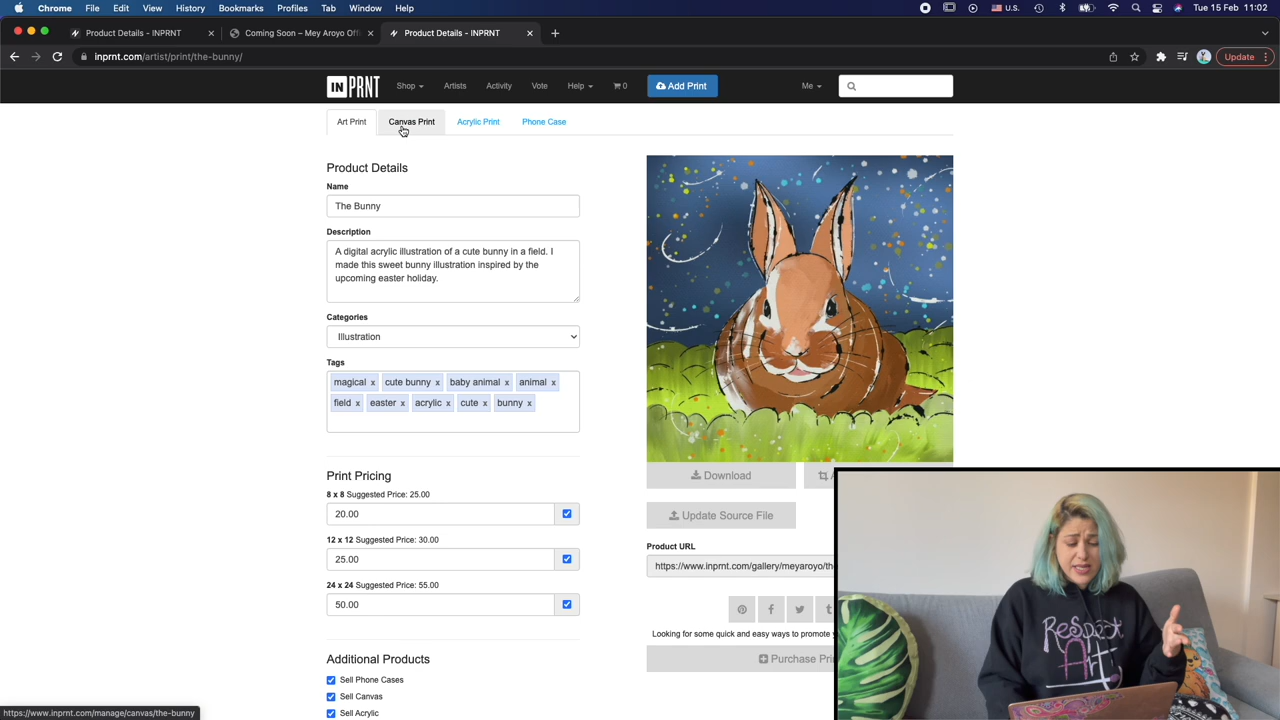 Chrome File Edit View History Bookmarks Profiles Tab Window Help U.S. Tue 15 Feb 11:02
Product Details - INPRNT x Coming Soon – Mey Aroyo Off x Product Details - INPRNT x +
inprnt.com/artist/print/the-bunny/ Update
INPRNT Shop Artists Activity Vote Help 0 Add Print Me
Art Print Canvas Print Acrylic Print Phone Case
Product Details
Name
The Bunny
Description
A digital acrylic illustration of a cute bunny in a field. I
made this sweet bunny illustration inspired by the
upcoming easter holiday.
Categories
Illustration
Tags
magical x cute bunny x baby animal x animal x
field x easter x acrylic x cute x bunny x
Print Pricing
8 x 8 Suggested Price: 25.00
20.00
12 x 12 Suggested Price: 30.00
25.00
24 x 24 Suggested Price: 55.00
50.00
Additional Products
Sell Phone Cases
Sell Canvas
Sell Acrylic
Download
Update Source File
Product URL
https://www.inprnt.com/gallery/meyaroyo/th
Looking for some quick and easy ways to promote
Purchase Pri
Respect
Art
https://www.inprnt.com/manage/canvas/the-bunny